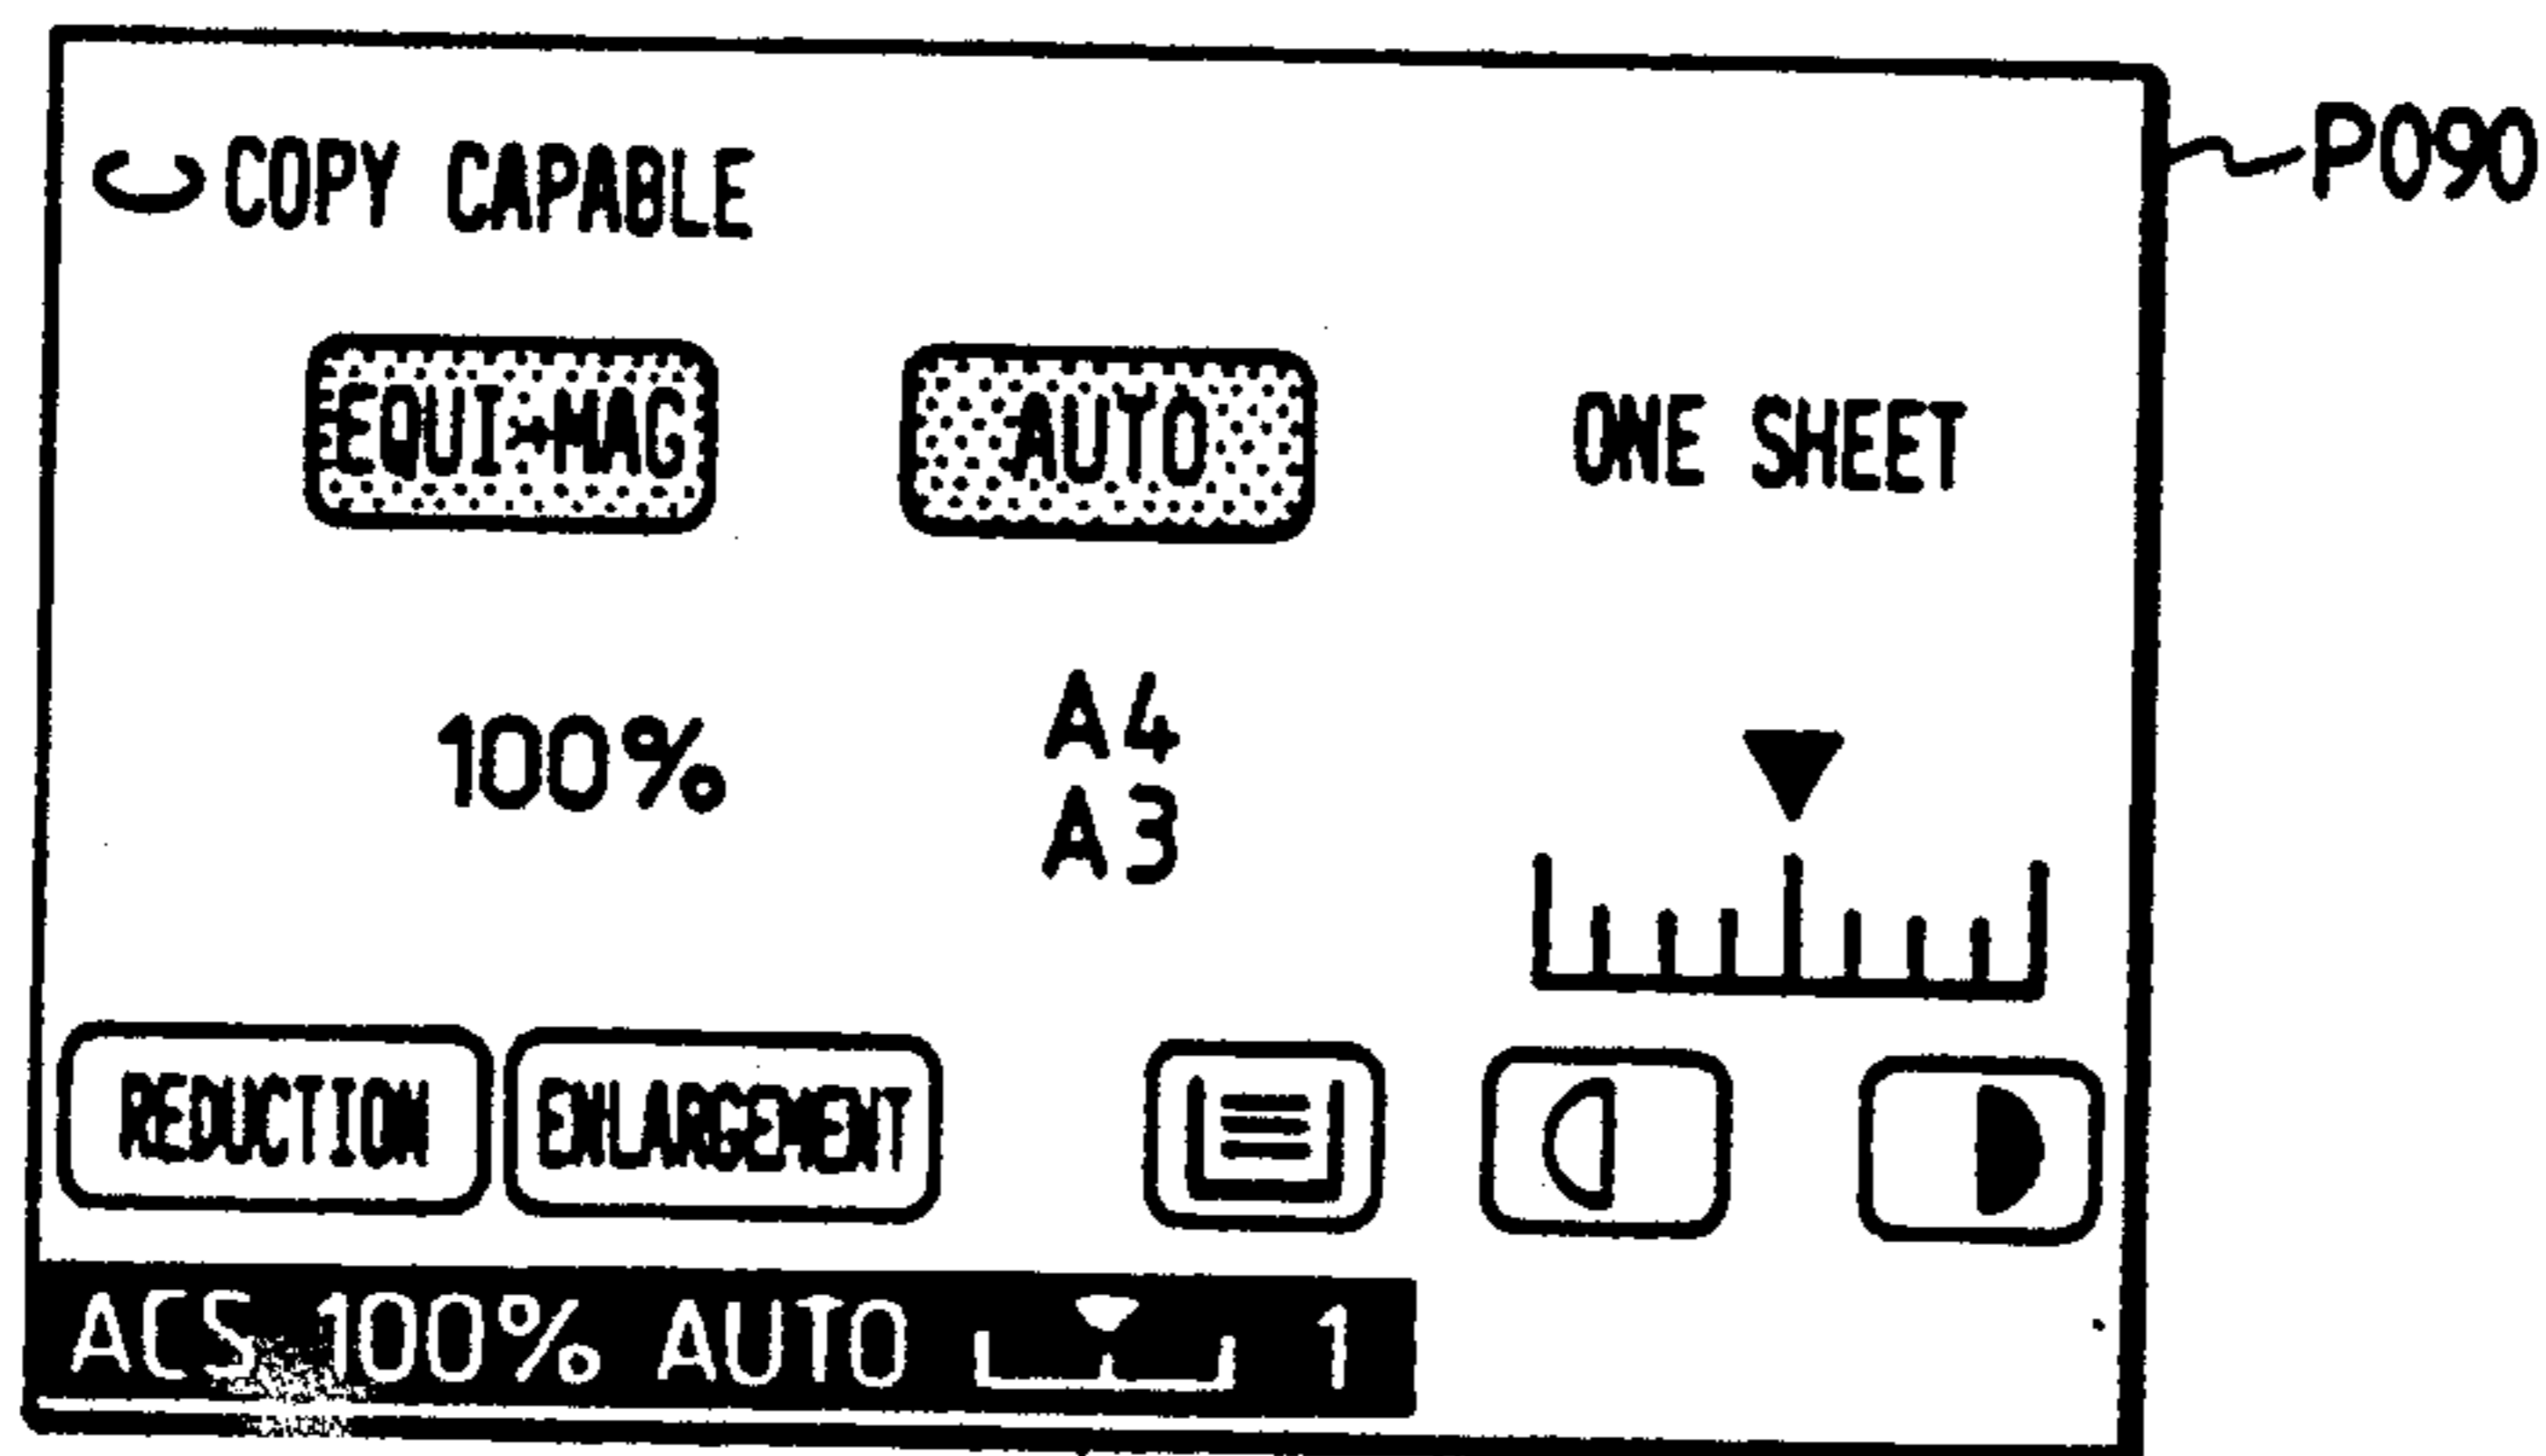 COPY CAPABLE
P090
EQUI-MAG AUTO ONE SHEET
100%
A4
A3
REDUCTION ENLARGEMENT
ACS 100% AUTO 1